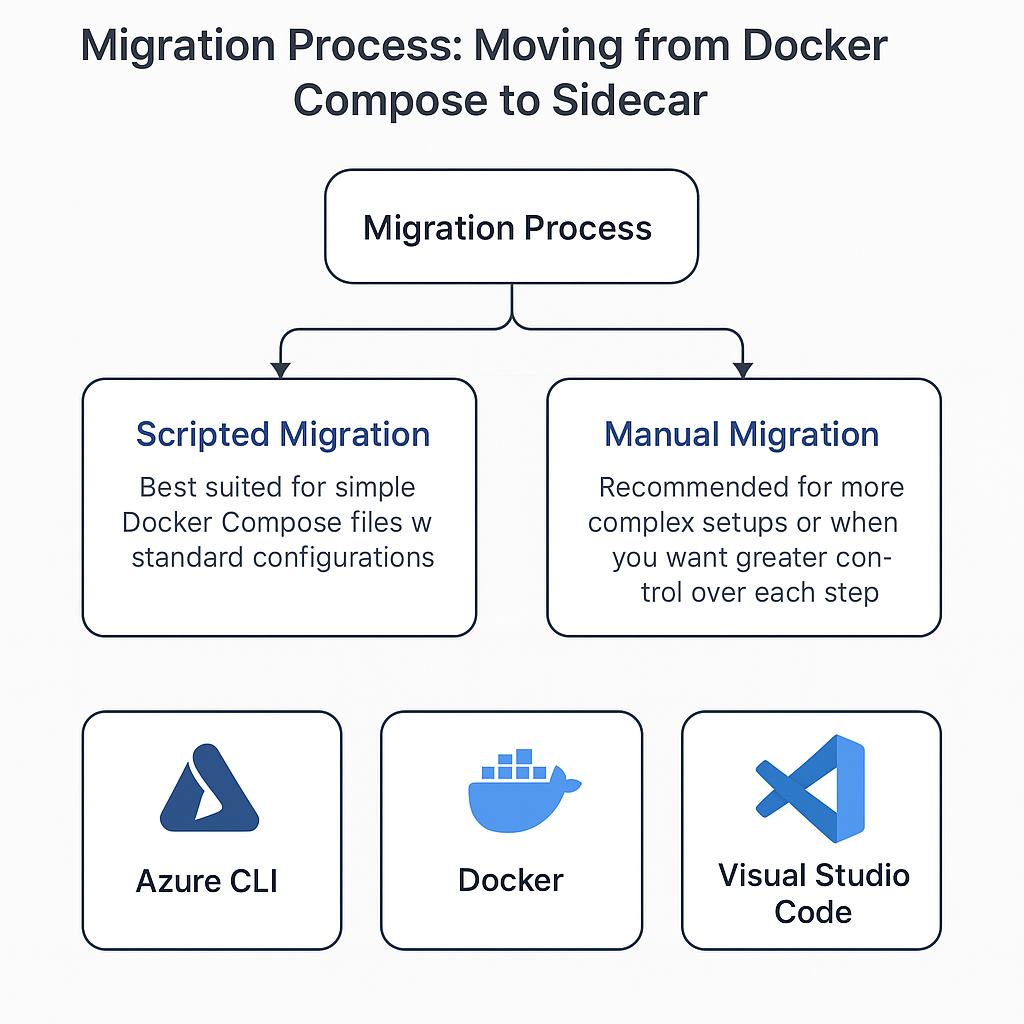 Migration Process: Moving from Docker
Compose to Sidecar
Migration Process
Scripted Migration
Best suited for simple
Docker Compose files w
standard configurations
Manual Migration
Recommended for more
complex setups or when
you want greater con-
trol over each step
Azure CLI
Docker
Visual Studio
Code